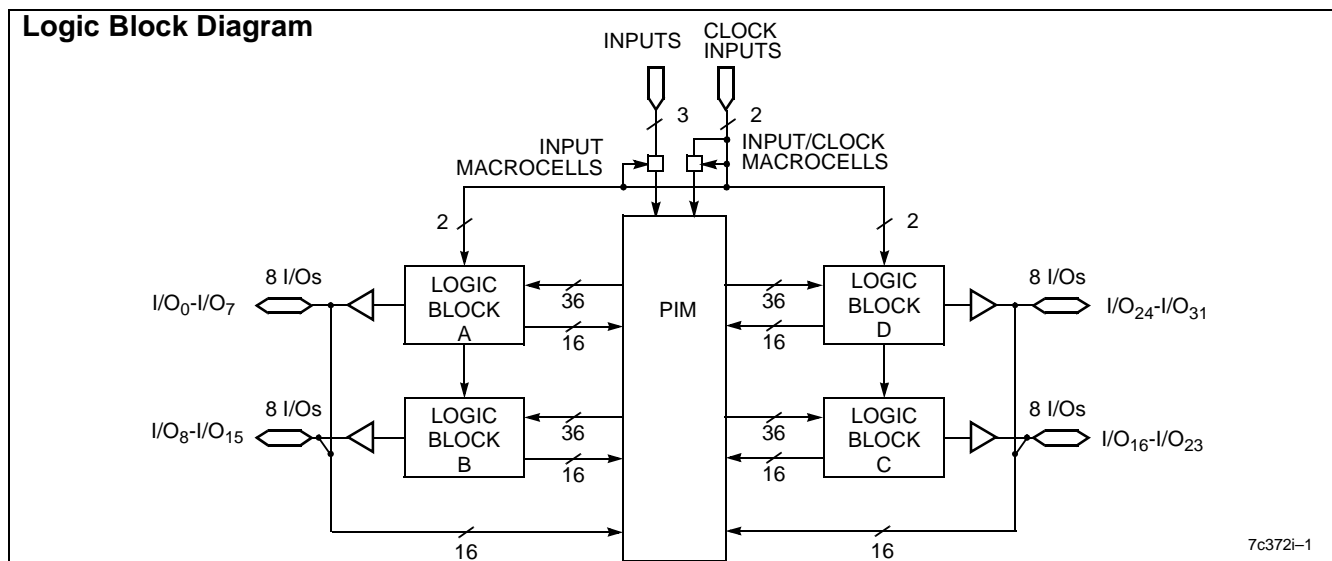 Logic Block Diagram
INPUTS
CLOCK
INPUTS
3
2
INPUT
MACROCELLS
INPUT/CLOCK
MACROCELLS
2
2
8 I/Os
I/O0-I/O7
LOGIC
BLOCK
A
36
16
PIM
36
16
LOGIC
BLOCK
D
8 I/Os
I/O24-I/O31
8 I/Os
I/O8-I/O15
LOGIC
BLOCK
B
36
16
36
16
LOGIC
BLOCK
C
8 I/Os
I/O16-I/O23
16
16
7c372i–1